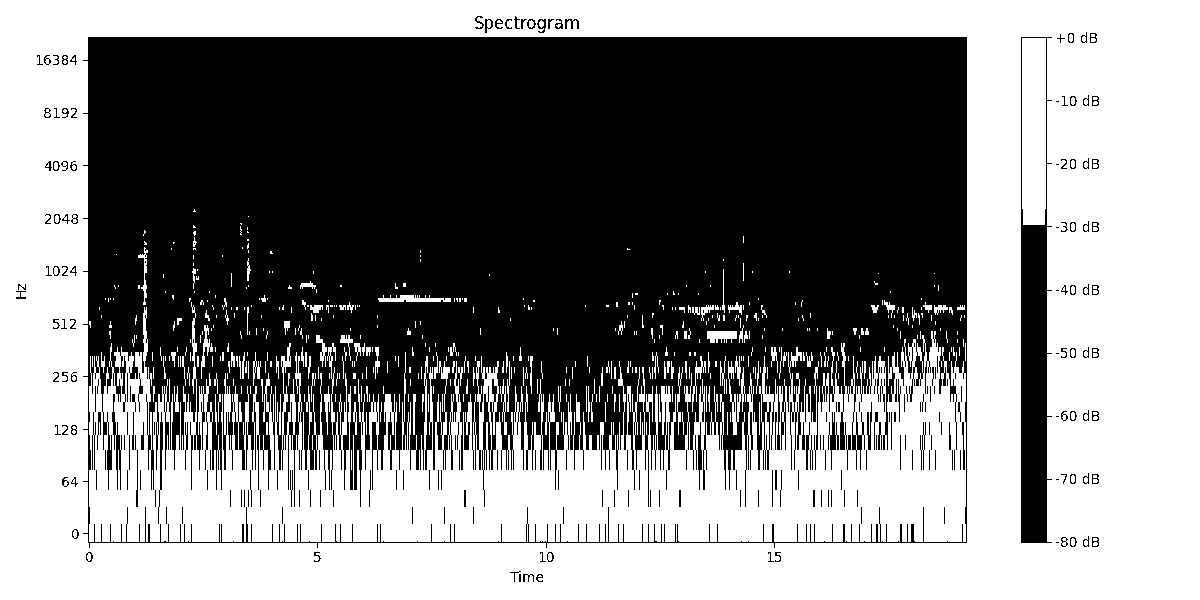 Spectrogram
16384
8192
4096
2048
1024
512
256
128
64
0
Hz
0
5
10
15
Time
+0 dB
-10 dB
-20 dB
-30 dB
-40 dB
-50 dB
-60 dB
-70 dB
-80 dB